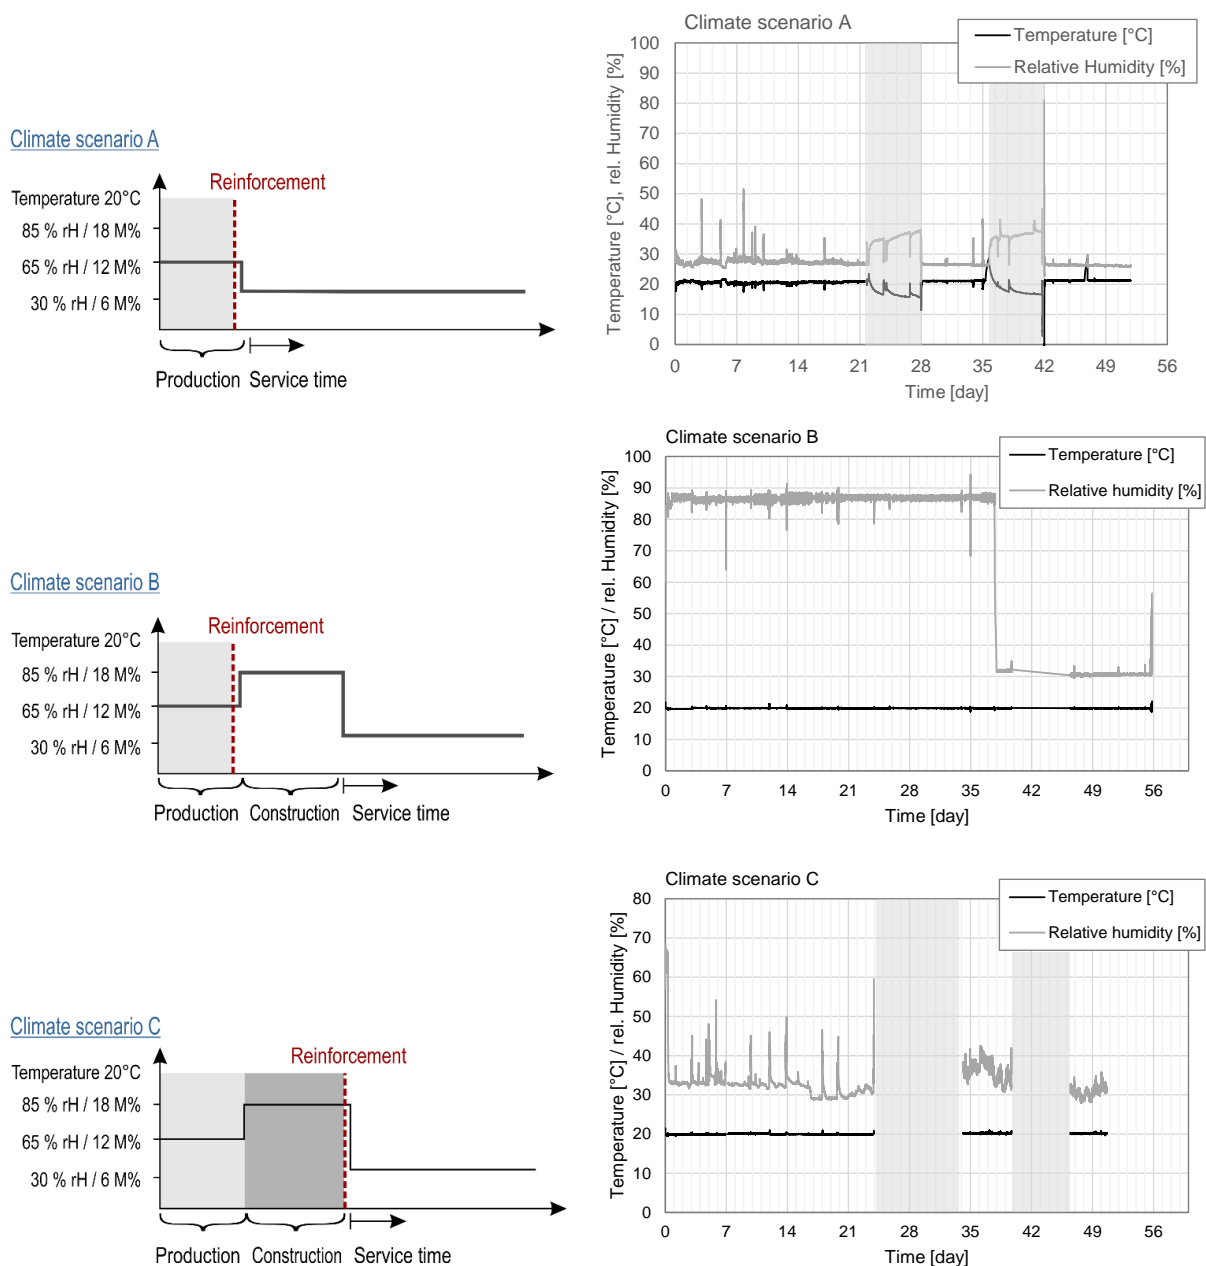 Climate scenario A
Temperature 20°C
Reinforcement
85 % rH / 18 M%
65 % rH / 12 M%
30 % rH / 6 M%
Production
Service time
Climate scenario A
Temperature [°C]
Relative Humidity [%]
Temperature [°C], rel. Humidity [%]
100
90
80
70
60
50
40
30
20
10
0
0 7 14 21 28 35 42 49 56
Time [day]
Climate scenario B
Temperature 20°C
Reinforcement
85 % rH / 18 M%
65 % rH / 12 M%
30 % rH / 6 M%
Production
Construction
Service time
Climate scenario B
Temperature [°C]
Relative humidity [%]
Temperature [°C] / rel. Humidity [%]
100
90
80
70
60
50
40
30
20
10
0
0 7 14 21 28 35 42 49 56
Time [day]
Climate scenario C
Temperature 20°C
Reinforcement
85 % rH / 18 M%
65 % rH / 12 M%
30 % rH / 6 M%
Production
Construction
Service time
Climate scenario C
Temperature [°C]
Relative humidity [%]
Temperature [°C] / rel. Humidity [%]
80
70
60
50
40
30
20
10
0
0 7 14 21 28 35 42 49 56
Time [day]